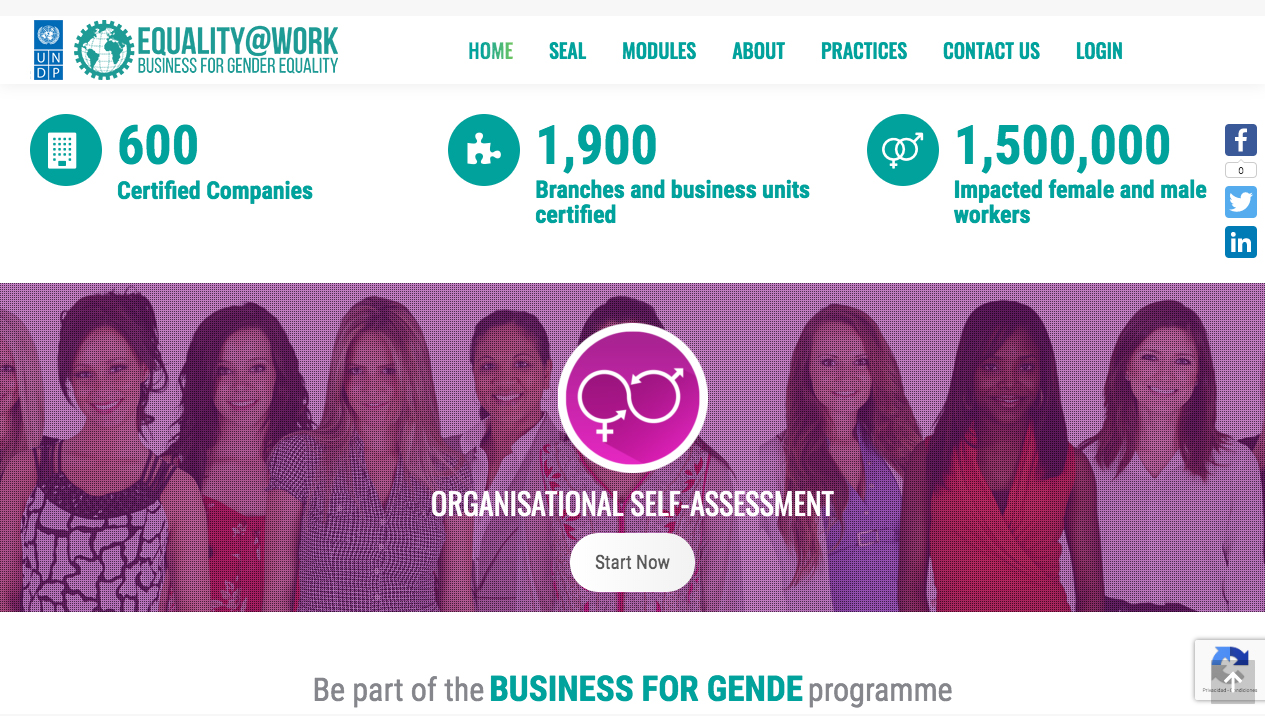 UN
DP
EQUALITY@WORK
BUSINESS FOR GENDER EQUALITY
HOME SEAL MODULES ABOUT PRACTICES CONTACT US LOGIN
600
Certified Companies
1,900
Branches and business units
certified
1,500,000
Impacted female and male
workers
0
ORGANISATIONAL SELF-ASSESSMENT
Start Now
Be part of the BUSINESS FOR GENDE programme
Privacidad